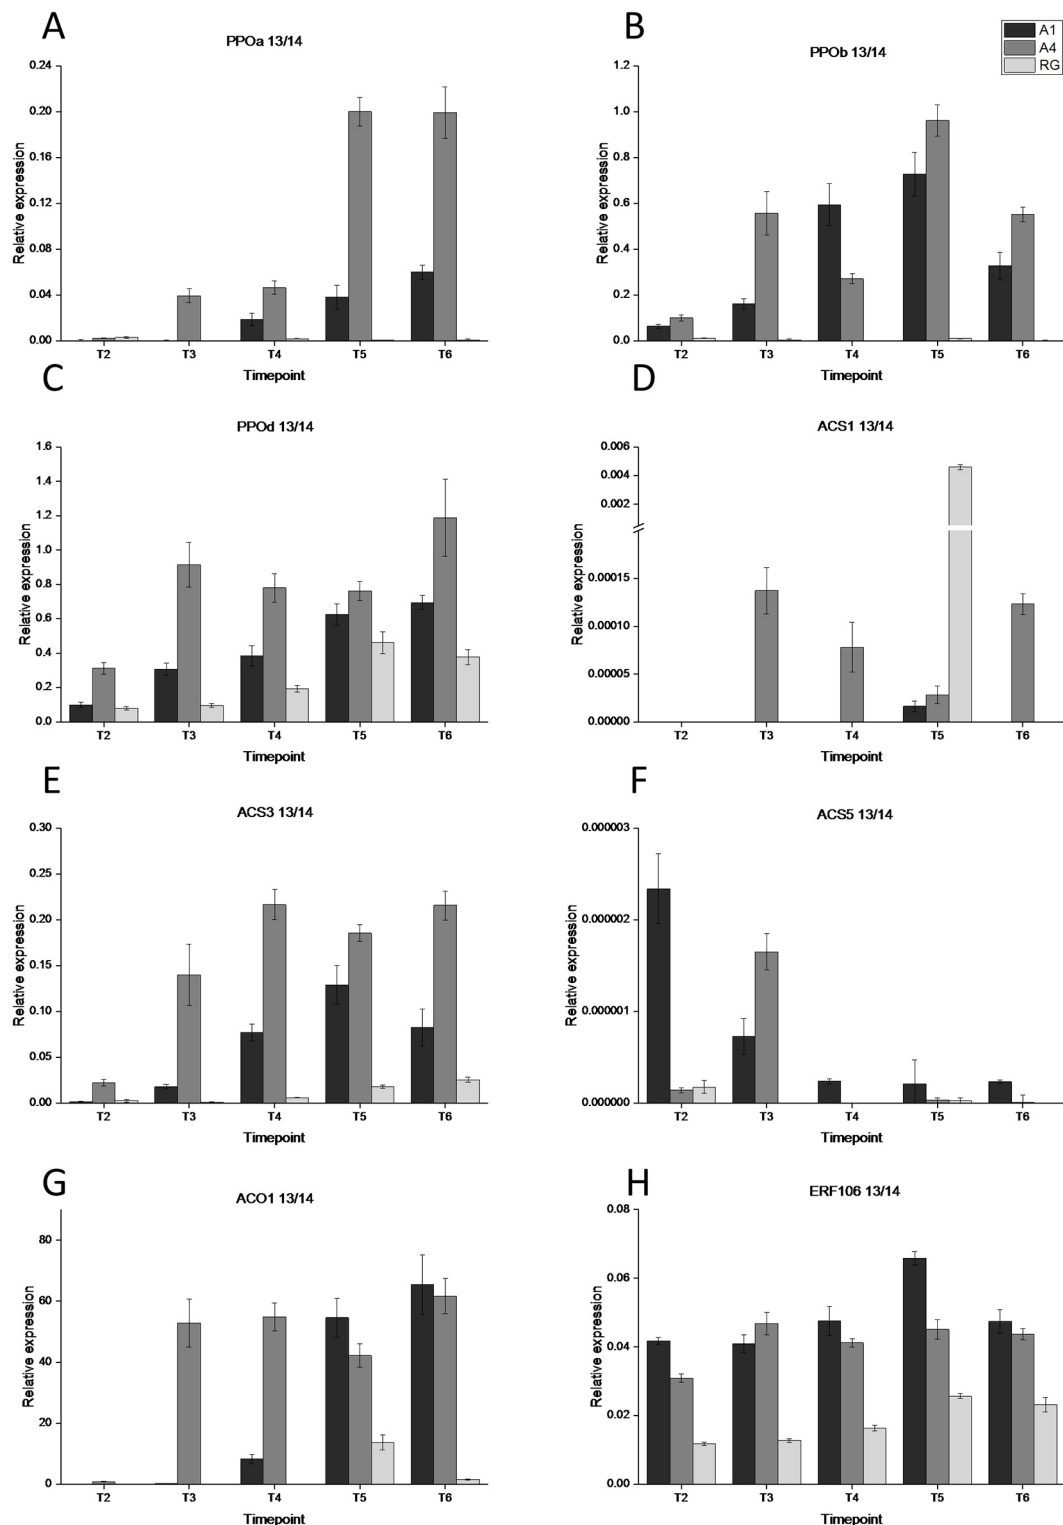 A
PPOa 13/14
0.24
0.20
0.16
0.12
0.08
0.04
0.00
Relative expression
T2 T3 T4 T5 T6
Timepoint
B
PPOb 13/14
A1
A4
RG
1.2
1.0
0.8
0.6
0.4
0.2
0.0
Relative expression
T2 T3 T4 T5 T6
Timepoint
C
PPOd 13/14
1.6
1.4
1.2
1.0
0.8
0.6
0.4
0.2
0.0
Relative expression
T2 T3 T4 T5 T6
Timepoint
D
ACS1 13/14
0.006
0.004
0.002
0.00015
0.00010
0.00005
0.00000
Relative expression
T2 T3 T4 T5 T6
Timepoint
E
ACS3 13/14
0.30
0.25
0.20
0.15
0.10
0.05
0.00
Relative expression
T2 T3 T4 T5 T6
Timepoint
F
ACS5 13/14
0.000003
0.000002
0.000001
0.000000
Relative expression
T2 T3 T4 T5 T6
Timepoint
G
ACO1 13/14
80
60
40
20
0
Relative expression
T2 T3 T4 T5 T6
Timepoint
H
ERF106 13/14
0.08
0.06
0.04
0.02
0.00
Relative expression
T2 T3 T4 T5 T6
Timepoint